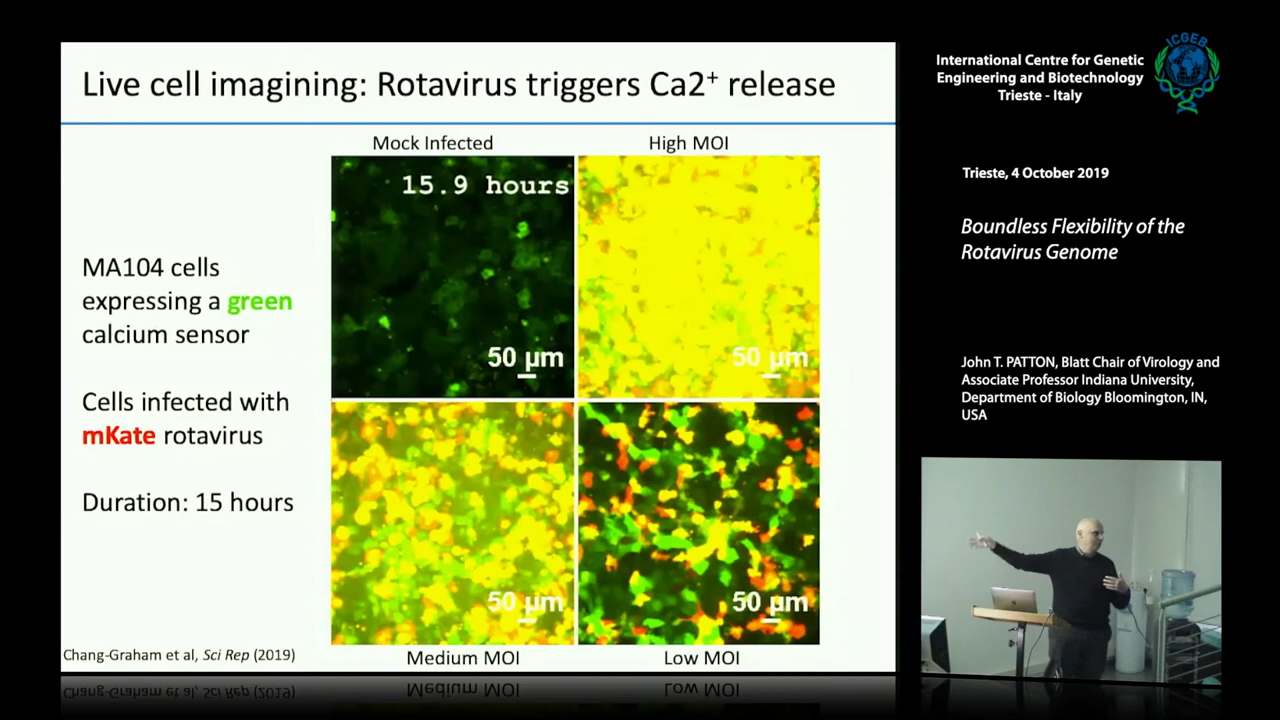 Live cell imagining: Rotavirus triggers Ca2⁺ release
Mock Infected
High MOI
15.9 hours
50 µm
50 µm
MA104 cells
expressing a green
calcium sensor
Cells infected with
mKate rotavirus
Duration: 15 hours
50 µm
50 µm
Chang-Graham et al, Sci Rep (2019)
Medium MOI
Low MOI
International Centre for Genetic
Engineering and Biotechnology
Trieste - Italy
ICGEB
Trieste, 4 October 2019
Boundless Flexibility of the
Rotavirus Genome
John T. PATTON, Blatt Chair of Virology and
Associate Professor Indiana University,
Department of Biology Bloomington, IN,
USA